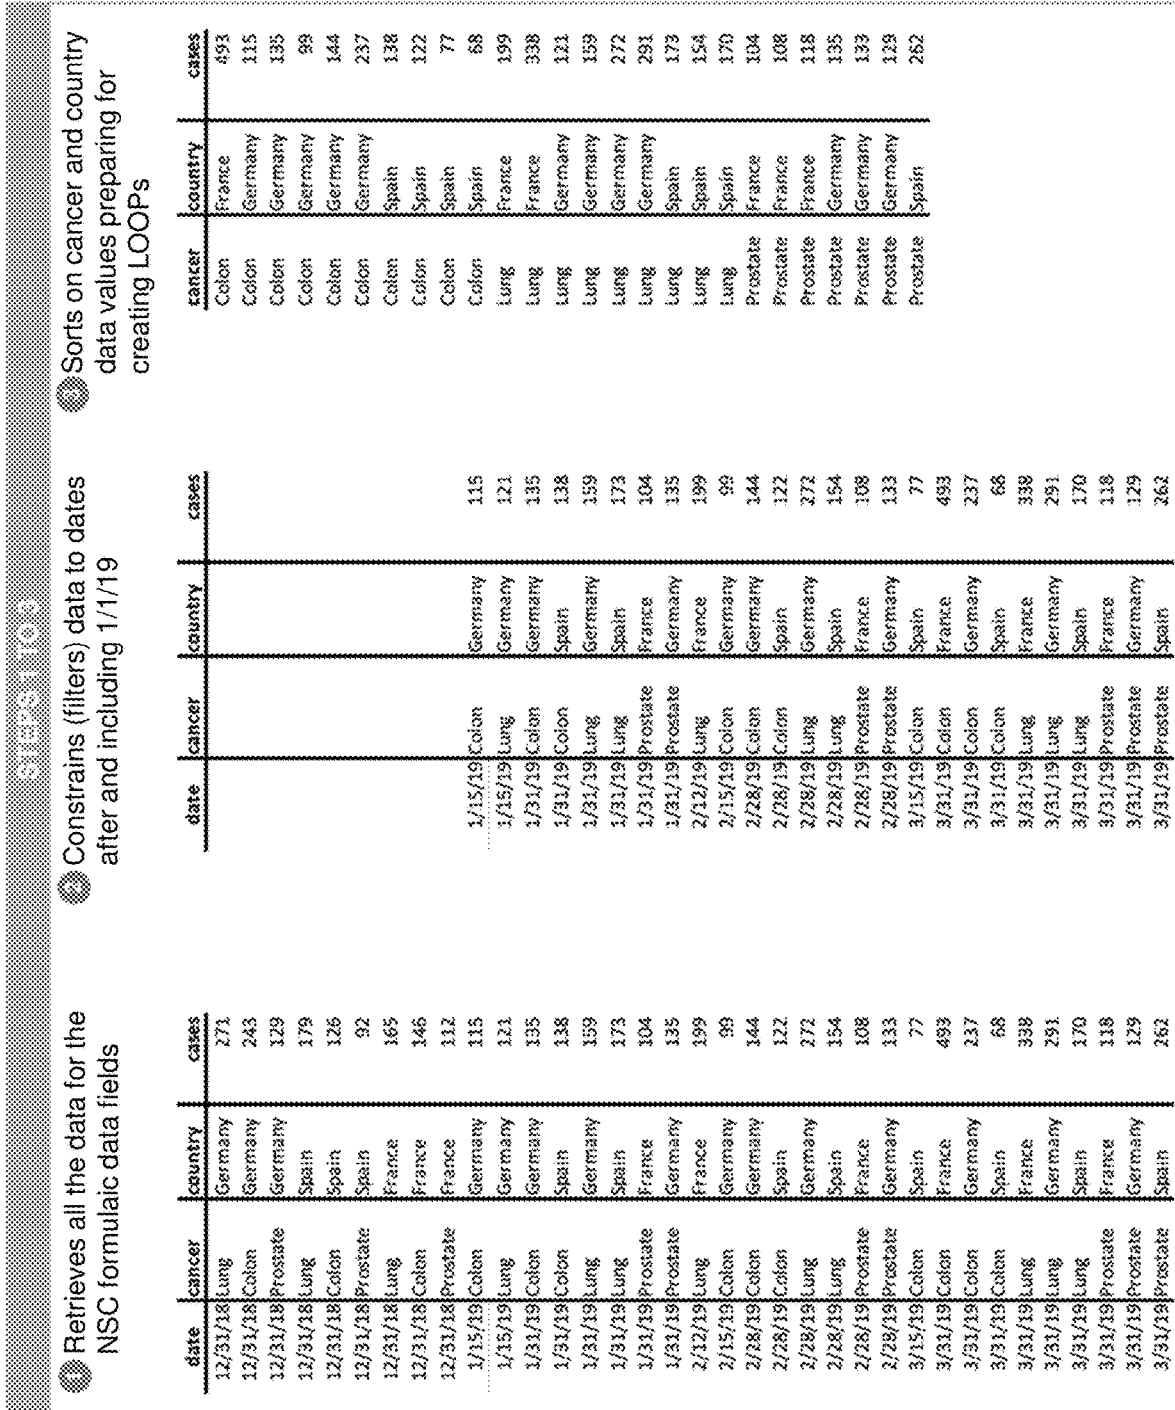 STEPS 1 TO 3
1 Retrieves all the data for the
NSC formulaic data fields
date cancer country cases
12/31/18 Lung Germany 271
12/31/18 Colon Germany 243
12/31/18 Prostate Germany 129
12/31/18 Lung Spain 179
12/31/18 Colon Spain 126
12/31/18 Prostate Spain 92
12/31/18 Lung France 165
12/31/18 Colon France 146
12/31/18 Prostate France 112
1/15/19 Colon Germany 115
1/15/19 Lung Germany 121
1/31/19 Colon Germany 135
1/31/19 Colon Spain 138
1/31/19 Lung Germany 159
1/31/19 Lung Spain 173
1/31/19 Prostate France 104
1/31/19 Prostate Germany 135
2/12/19 Lung France 199
2/15/19 Colon Germany 99
2/28/19 Colon Germany 144
2/28/19 Colon Spain 122
2/28/19 Lung Germany 272
2/28/19 Lung Spain 154
2/28/19 Prostate France 108
2/28/19 Prostate Germany 133
3/15/19 Colon Spain 77
3/31/19 Colon France 493
3/31/19 Colon Germany 237
3/31/19 Colon Spain 68
3/31/19 Lung France 338
3/31/19 Lung Germany 291
3/31/19 Lung Spain 170
3/31/19 Prostate France 118
3/31/19 Prostate Germany 129
3/31/19 Prostate Spain 262
2 Constrains (filters) data to dates
after and including 1/1/19
date cancer country cases
1/15/19 Colon Germany 115
1/15/19 Lung Germany 121
1/31/19 Colon Germany 135
1/31/19 Colon Spain 138
1/31/19 Lung Germany 159
1/31/19 Lung Spain 173
1/31/19 Prostate France 104
1/31/19 Prostate Germany 135
2/12/19 Lung France 199
2/15/19 Colon Germany 99
2/28/19 Colon Germany 144
2/28/19 Colon Spain 122
2/28/19 Lung Germany 272
2/28/19 Lung Spain 154
2/28/19 Prostate France 108
2/28/19 Prostate Germany 133
3/15/19 Colon Spain 77
3/31/19 Colon France 493
3/31/19 Colon Germany 237
3/31/19 Colon Spain 68
3/31/19 Lung France 338
3/31/19 Lung Germany 291
3/31/19 Lung Spain 170
3/31/19 Prostate France 118
3/31/19 Prostate Germany 129
3/31/19 Prostate Spain 262
Sorts on cancer and country
data values preparing for
creating LOOPs
cancer country cases
Colon France 493
Colon Germany 115
Colon Germany 135
Colon Germany 99
Colon Germany 144
Colon Germany 237
Colon Spain 138
Colon Spain 122
Colon Spain 77
Colon Spain 68
Lung France 199
Lung France 338
Lung Germany 121
Lung Germany 159
Lung Germany 272
Lung Germany 291
Lung Spain 173
Lung Spain 154
Lung Spain 170
Prostate France 104
Prostate France 108
Prostate France 118
Prostate Germany 135
Prostate Germany 133
Prostate Germany 129
Prostate Spain 262